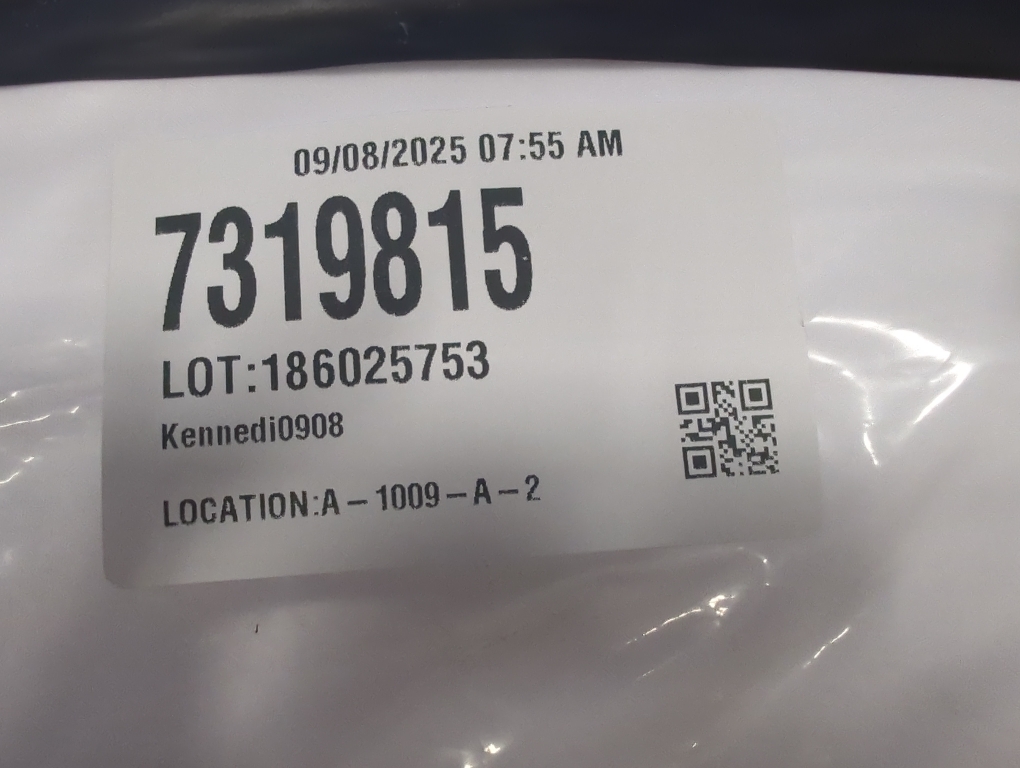 09/08/2025 07:55 AM
7319815
LOT:186025753
Kennedi0908
LOCATION:A - 1009 - A - 2